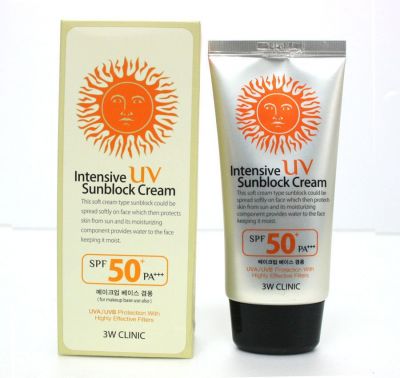 Intensive UV
Sunblock Cream
This soft cream type sunblock could be
spread softly on face which then protects
skin from sun and its moisturizing
component provides water to the face
keeping it moist.
SPF 50+ PA+++
메이크업 베이스 겸용
(for makeup base use also)
UVA/UVB Protection With
Highly Effective Filters
3W CLINIC
Intensive UV
Sunblock Cream
This soft cream type sunblock could be
spread softly on face which then protects
skin from sun and its moisturizing
component provides water to the face
keeping it moist.
SPF 50+ PA+++
메이크업 베이스 겸용
UVA/UVB Protection With
Highly Effective Filters
3W CLINIC